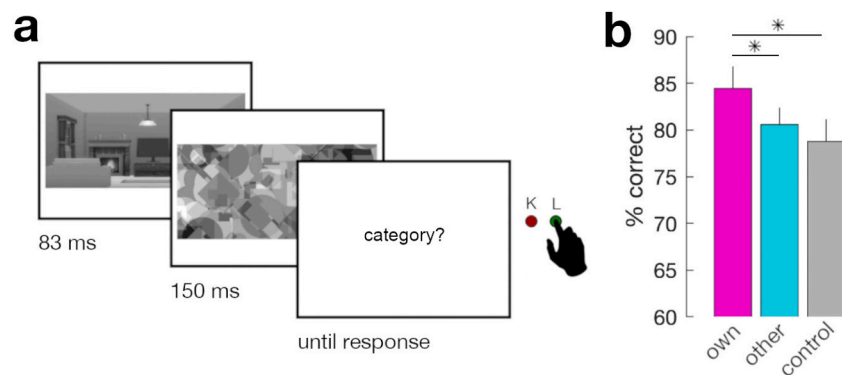 a
83 ms
150 ms
category?
until response
K L
b
90
85
80
75
70
65
60
% correct
* *
own other control